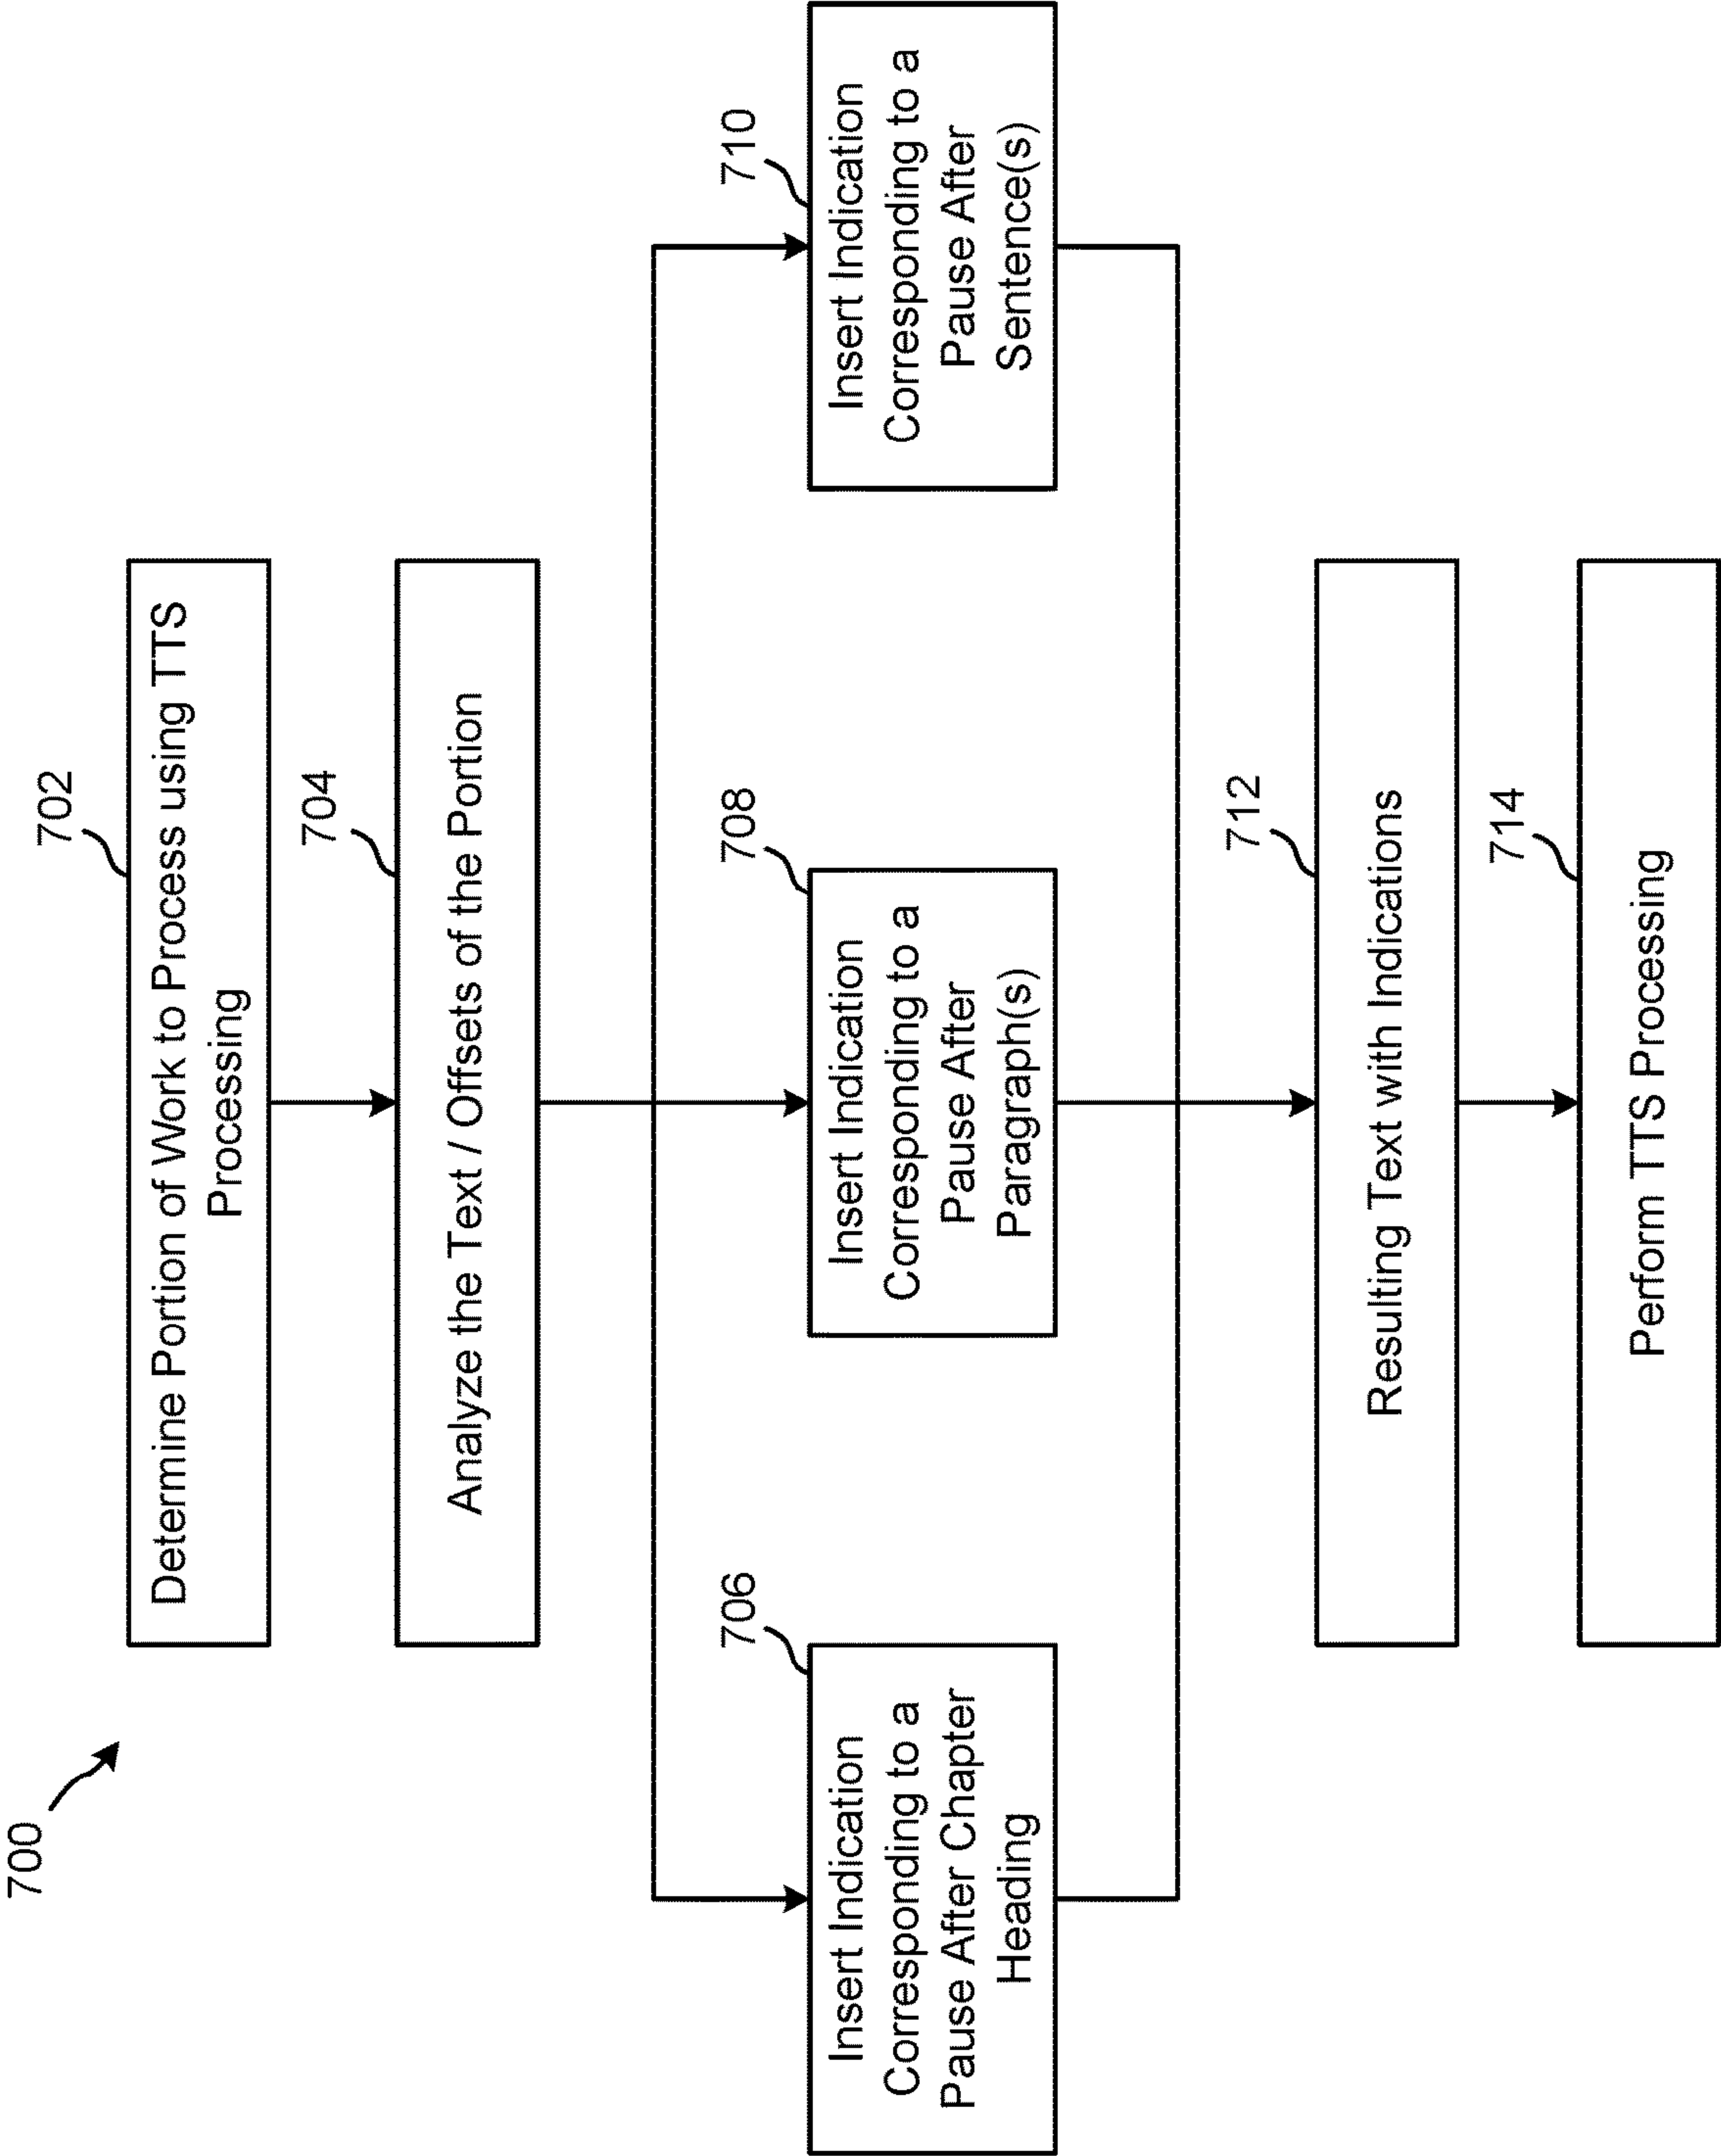 700
702
Determine Portion of Work to Process using TTS
Processing
704
Analyze the Text / Offsets of the Portion
706
Insert Indication
Corresponding to a
Pause After Chapter
Heading
708
Insert Indication
Corresponding to a
Pause After
Paragraph(s)
710
Insert Indication
Corresponding to a
Pause After
Sentence(s)
712
Resulting Text with Indications
714
Perform TTS Processing